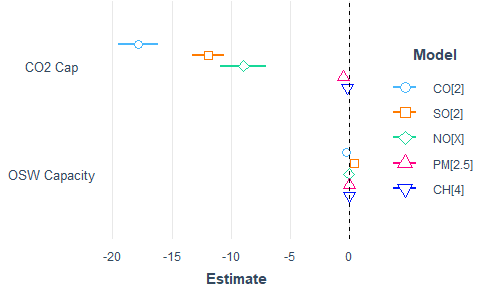 Model
CO2 Cap
CO[2]
SO[2]
NO[X]
PM[2.5]
OSW Capacity
CH[4]
-20 -15 -10 -5 0
Estimate